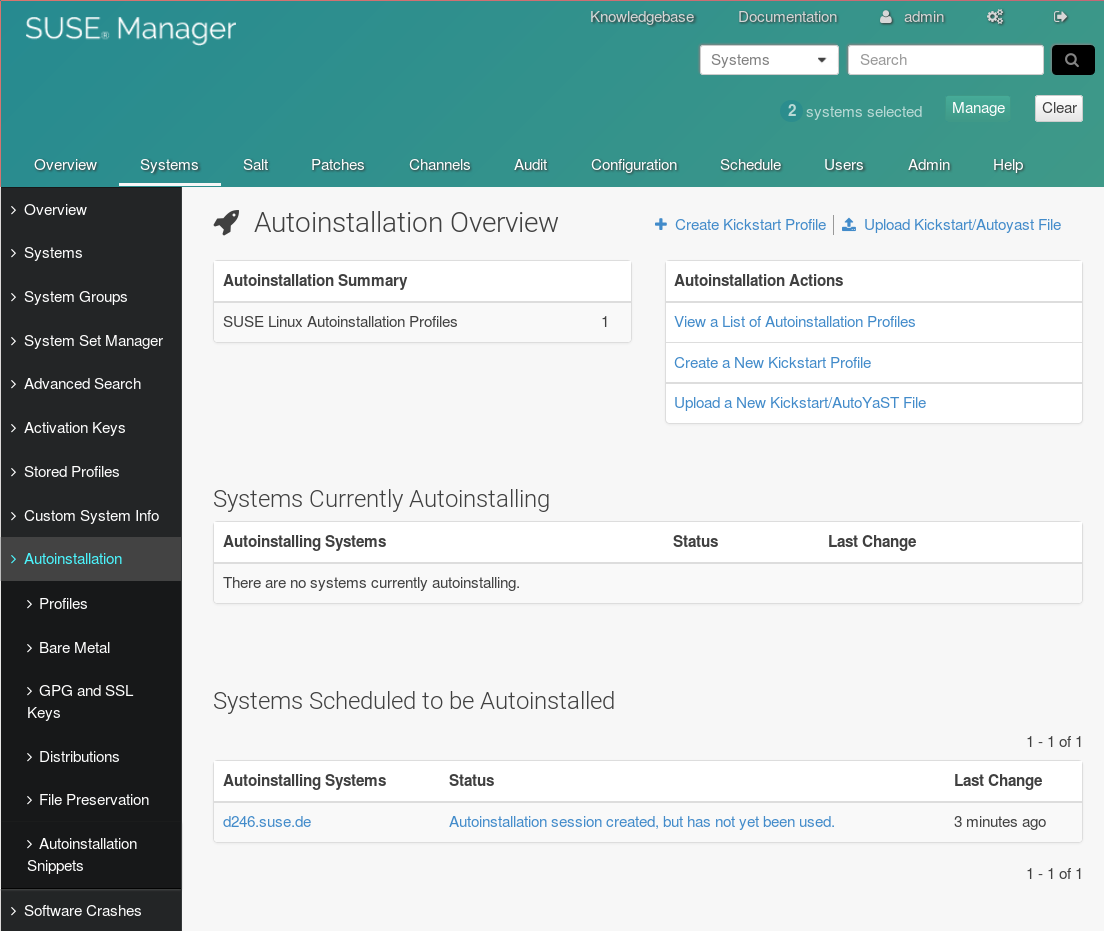 SUSE® Manager
Knowledgebase Documentation admin
Systems Search
2 systems selected Manage Clear
Overview Systems Salt Patches Channels Audit Configuration Schedule Users Admin Help
Overview
Systems
System Groups
System Set Manager
Advanced Search
Activation Keys
Stored Profiles
Custom System Info
Autoinstallation
Profiles
Bare Metal
GPG and SSL
Keys
Distributions
File Preservation
Autoinstallation
Snippets
Software Crashes
Autoinstallation Overview
Create Kickstart Profile Upload Kickstart/Autoyast File
Autoinstallation Summary
SUSE Linux Autoinstallation Profiles 1
Autoinstallation Actions
View a List of Autoinstallation Profiles
Create a New Kickstart Profile
Upload a New Kickstart/AutoYaST File
Systems Currently Autoinstalling
Autoinstalling Systems Status Last Change
There are no systems currently autoinstalling.
Systems Scheduled to be Autoinstalled
1 - 1 of 1
Autoinstalling Systems Status Last Change
d246.suse.de Autoinstallation session created, but has not yet been used. 3 minutes ago
1 - 1 of 1